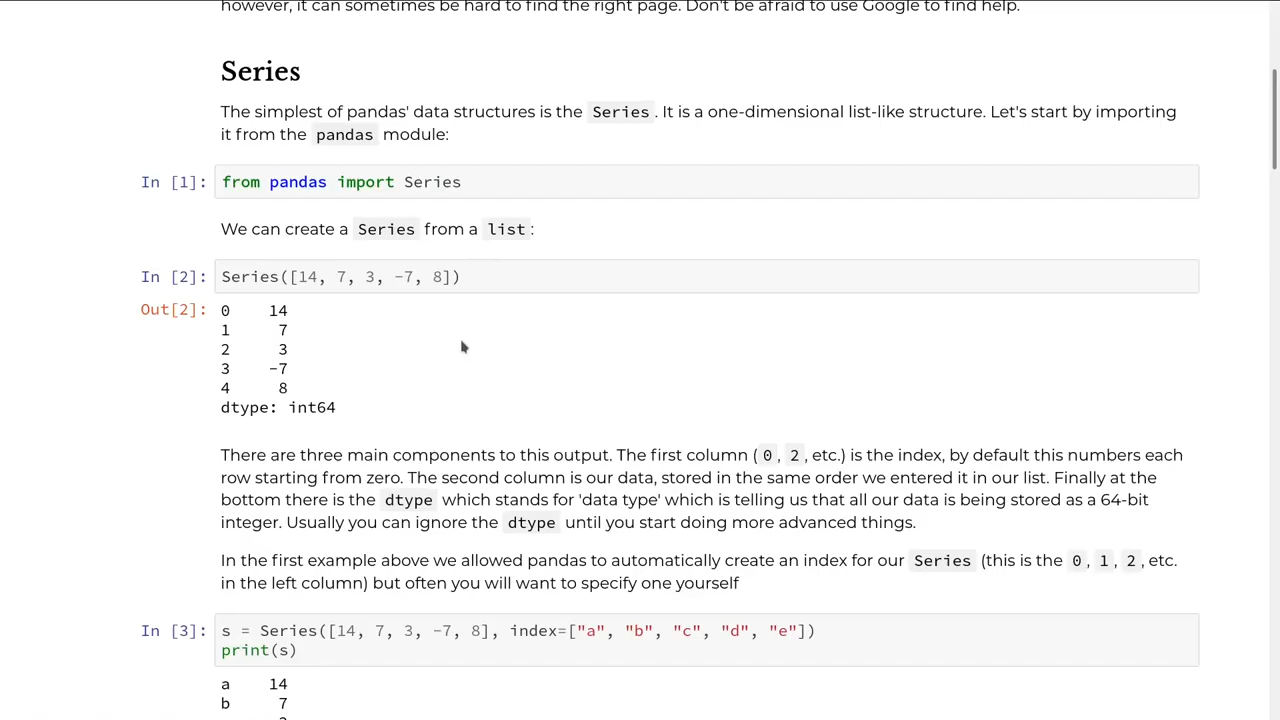 however, it can sometimes be hard to find the right page. Don't be afraid to use Google to find help.
Series
The simplest of pandas' data structures is the Series. It is a one-dimensional list-like structure. Let's start by importing
it from the pandas module:
In [1]: from pandas import Series
We can create a Series from a list:
In [2]: Series([14, 7, 3, -7, 8])
Out[2]: 0 14
1 7
2 3
3 -7
4 8
dtype: int64
There are three main components to this output. The first column (0, 2, etc.) is the index, by default this numbers each
row starting from zero. The second column is our data, stored in the same order we entered it in our list. Finally at the
bottom there is the dtype which stands for 'data type' which is telling us that all our data is being stored as a 64-bit
integer. Usually you can ignore the dtype until you start doing more advanced things.
In the first example above we allowed pandas to automatically create an index for our Series (this is the 0, 1, 2, etc.
in the left column) but often you will want to specify one yourself
In [3]: s = Series([14, 7, 3, -7, 8], index=["a", "b", "c", "d", "e"])
print(s)
a 14
b 7